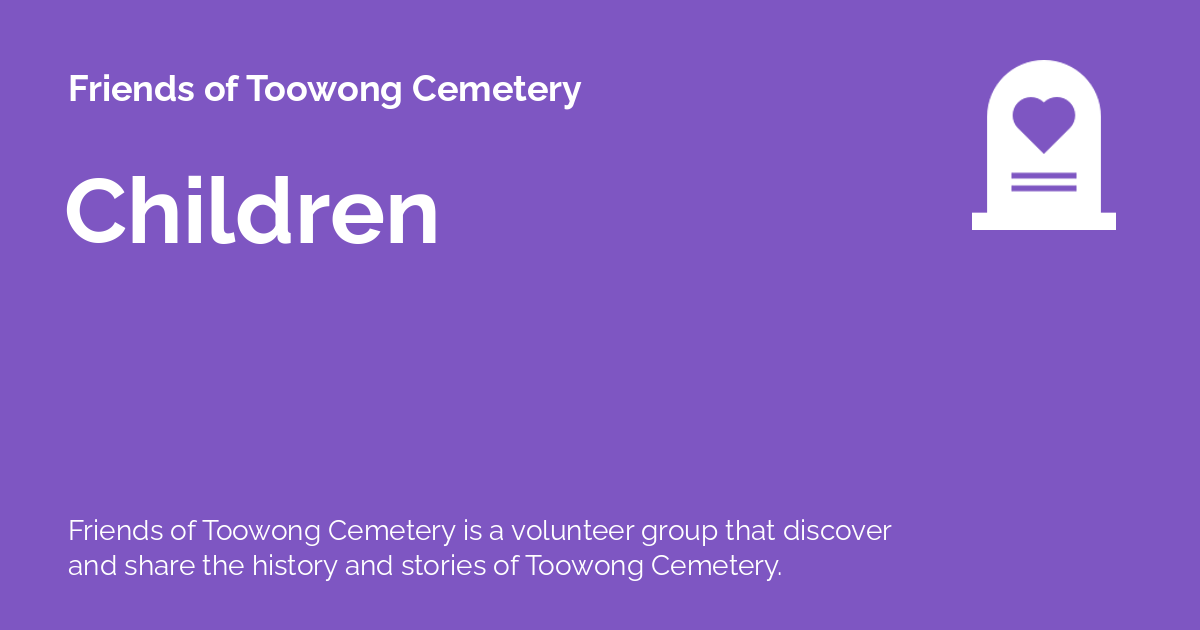 Friends of Toowong Cemetery
Children
Friends of Toowong Cemetery is a volunteer group that discover
and share the history and stories of Toowong Cemetery.